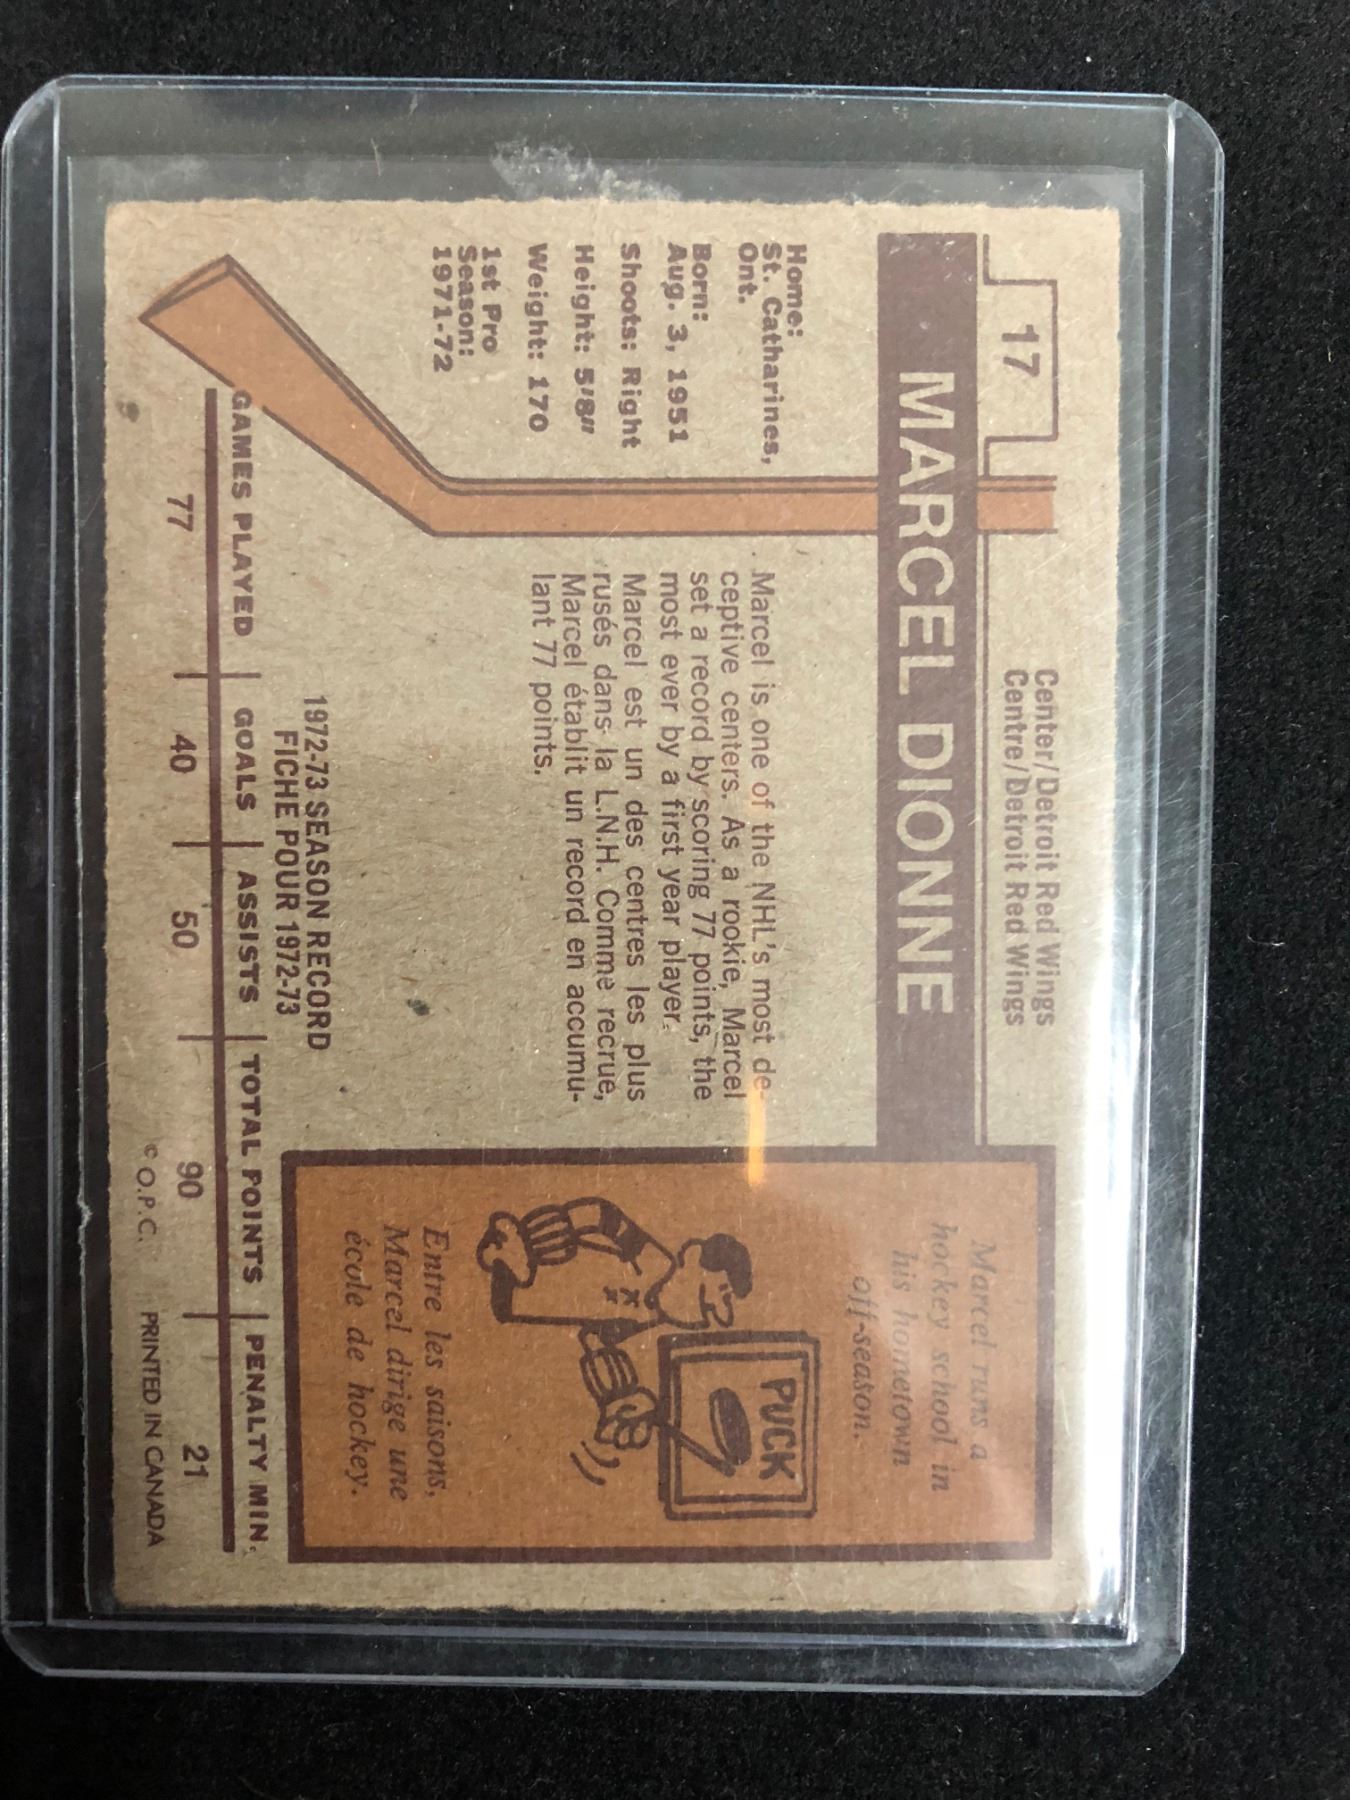 17
Center/Detroit Red Wings
Centre/Detroit Red Wings
MARCEL DIONNE
Home:
St. Catharines,
Ont.
Born:
Aug. 3, 1951
Shoots: Right
Height: 5'8"
Weight: 170
1st Pro
Season:
1971-72
Marcel is one of the NHL's most de-
ceptive centers. As a rookie, Marcel
set a record by scoring 77 points, the
most ever by a first year player.
Marcel est un des centres les plus
rusés dans la L.N.H. Comme recrue,
Marcel établit un record en accumu-
lant 77 points.
Marcel runs a
hockey school in
his hometown
off-season.
PUCK
Entre les saisons,
Marcel dirige une
école de hockey.
1972-73 SEASON RECORD
FICHE POUR 1972-73
GAMES PLAYED GOALS ASSISTS TOTAL POINTS PENALTY MIN.
77 40 50 90 21
© O.P.C. PRINTED IN CANADA